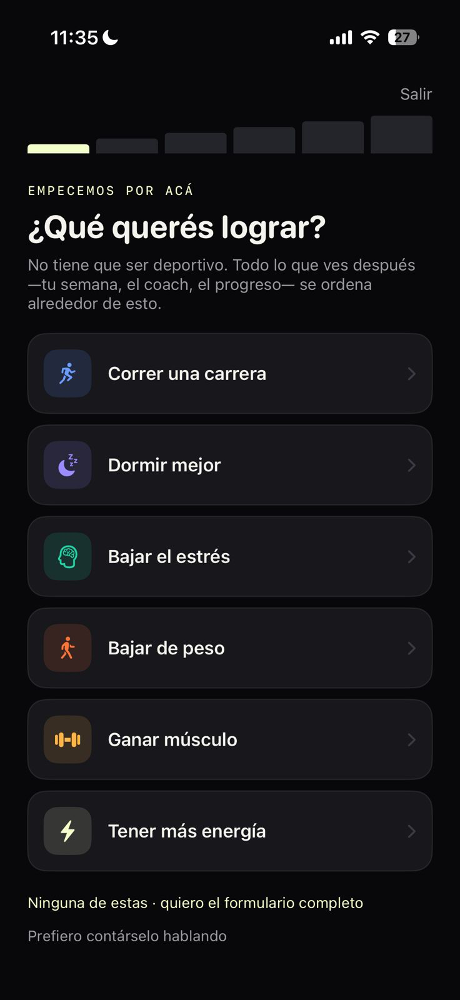 11:35
27
Salir
EMPECEMOS POR ACÁ
¿Qué querés lograr?
No tiene que ser deportivo. Todo lo que ves después
—tu semana, el coach, el progreso— se ordena
alrededor de esto.
Correr una carrera
Dormir mejor
Bajar el estrés
Bajar de peso
Ganar músculo
Tener más energía
Ninguna de estas · quiero el formulario completo
Prefiero contárselo hablando